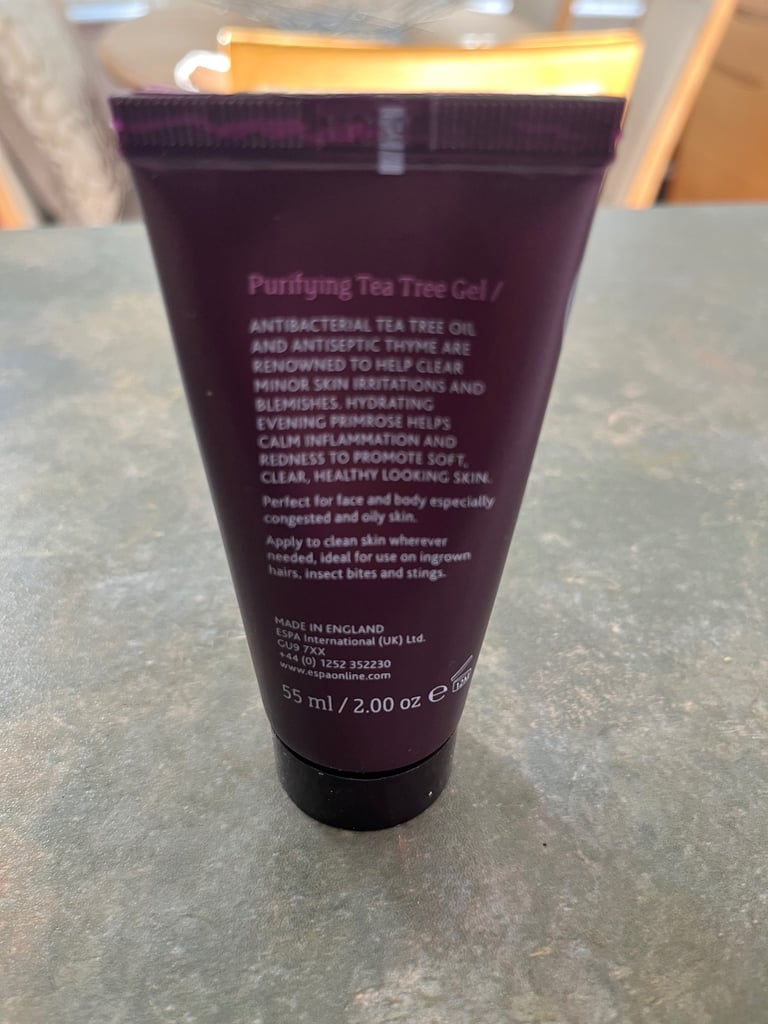 Purifying Tea Tree Gel /
ANTIBACTERIAL TEA TREE OIL
AND ANTISEPTIC THYME ARE
RENOWNED TO HELP CLEAR
MINOR SKIN IRRITATIONS AND
BLEMISHES. HYDRATING
EVENING PRIMROSE HELPS
CALM INFLAMMATION AND
REDNESS TO PROMOTE SOFT,
CLEAR, HEALTHY LOOKING SKIN.
Perfect for face and body especially
congested and oily skin.
Apply to clean skin wherever
needed, ideal for use on ingrown
hairs, insect bites and stings.
MADE IN ENGLAND
ESPA International (UK) Ltd.
GU9 7XX
+44 (0) 1252 352230
www.espaonline.com
55 ml / 2.00 oz ℮
12M